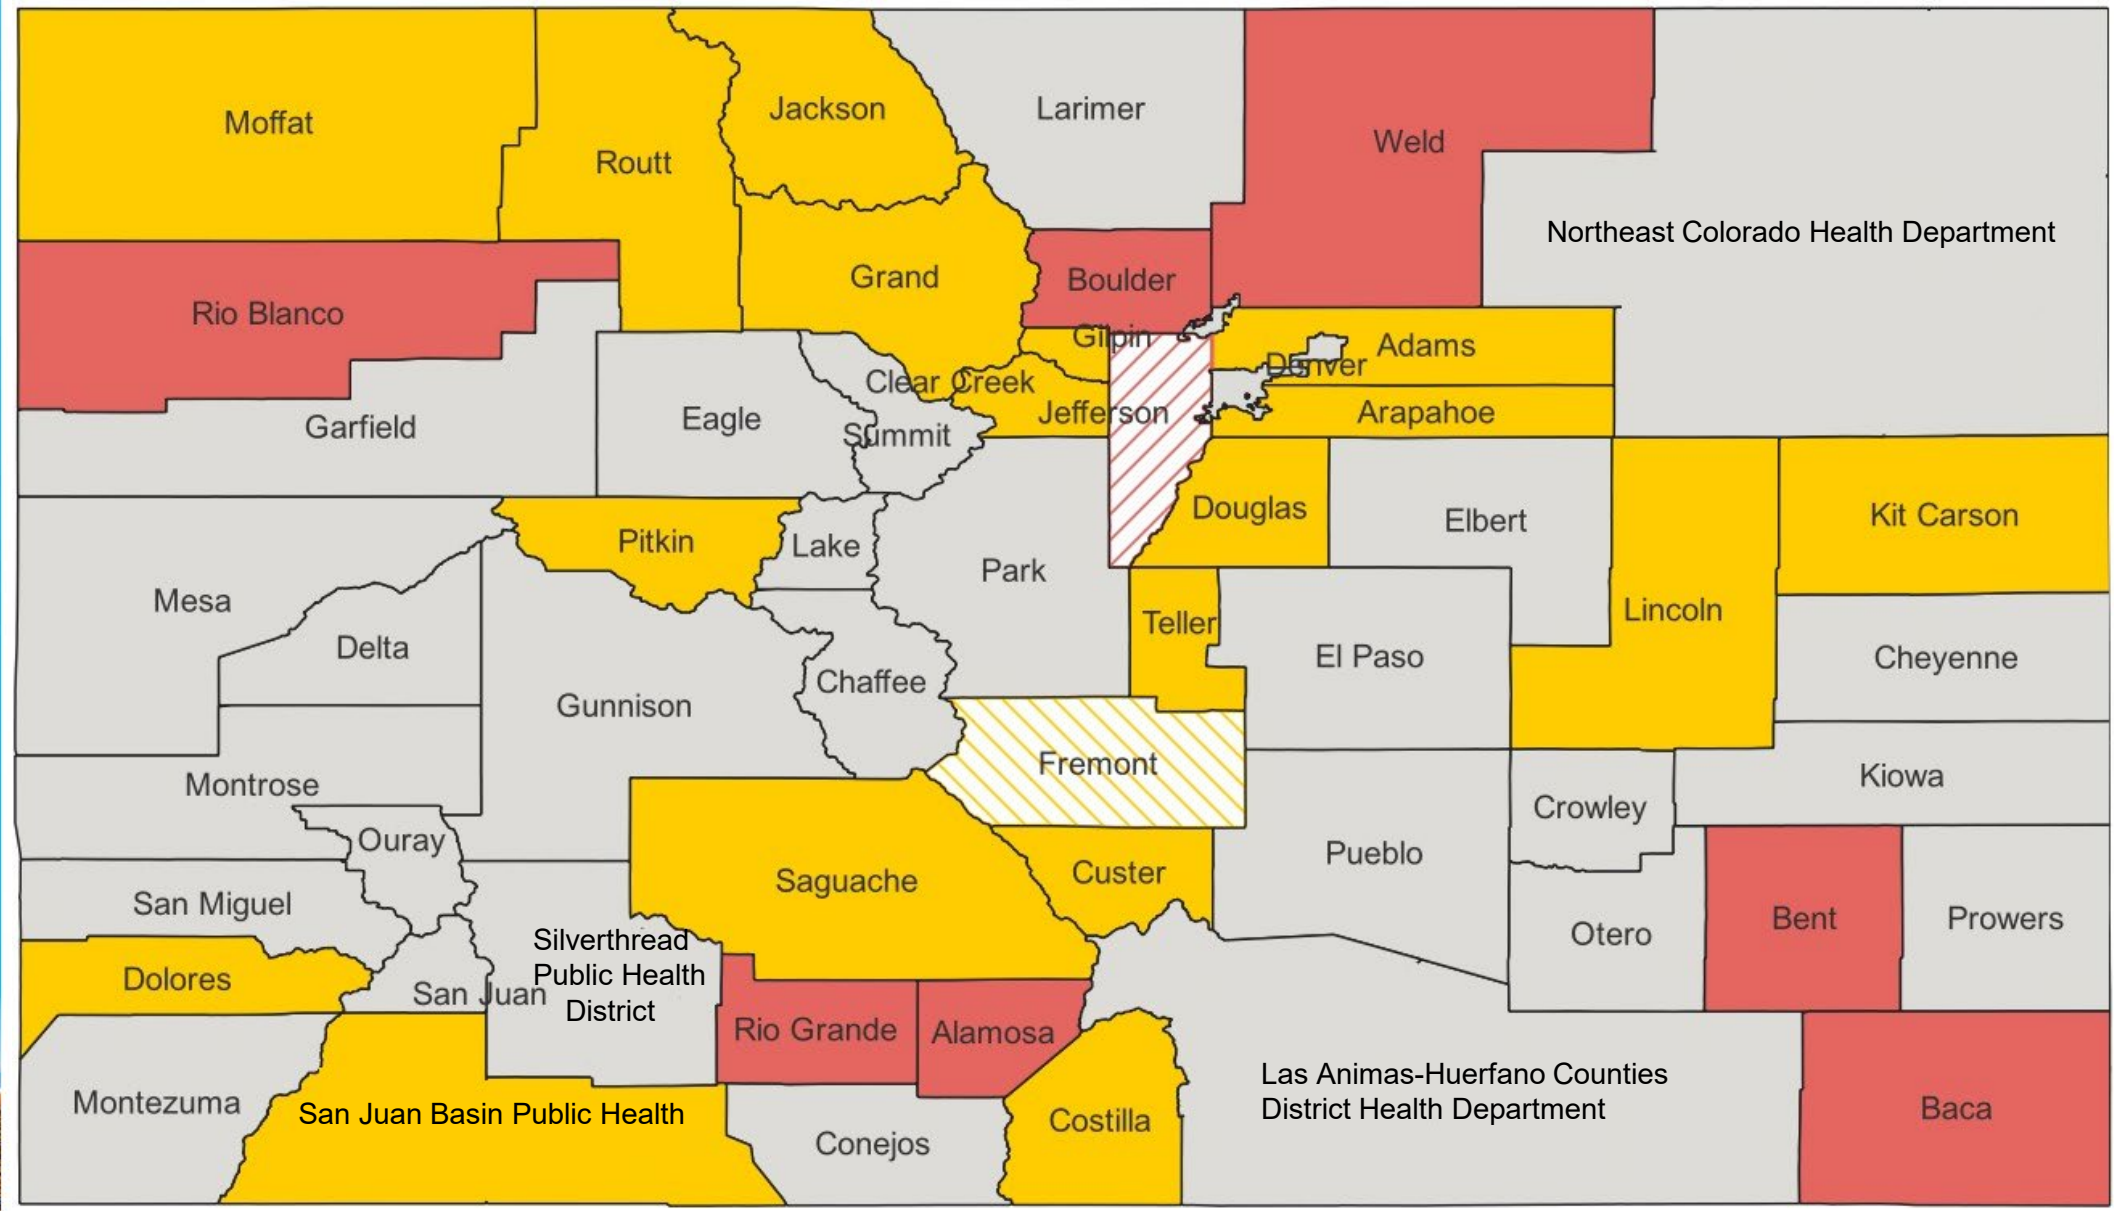 Moffat
Routt
Jackson
Larimer
Weld
Northeast Colorado Health Department
Rio Blanco
Grand
Boulder
Gilpin
Adams
Denver
Clear Creek
Jefferson
Arapahoe
Garfield
Eagle
Summit
Pitkin
Lake
Park
Douglas
Elbert
Kit Carson
Mesa
Delta
Teller
Lincoln
El Paso
Cheyenne
Gunnison
Chaffee
Montrose
Fremont
Kiowa
Crowley
Ouray
Pueblo
Saguache
Custer
San Miguel
Otero
Bent
Prowers
Silverthread
Public Health
District
Dolores
San Juan
Rio Grande
Alamosa
Las Animas-Huerfano Counties
District Health Department
Montezuma
San Juan Basin Public Health
Conejos
Costilla
Baca